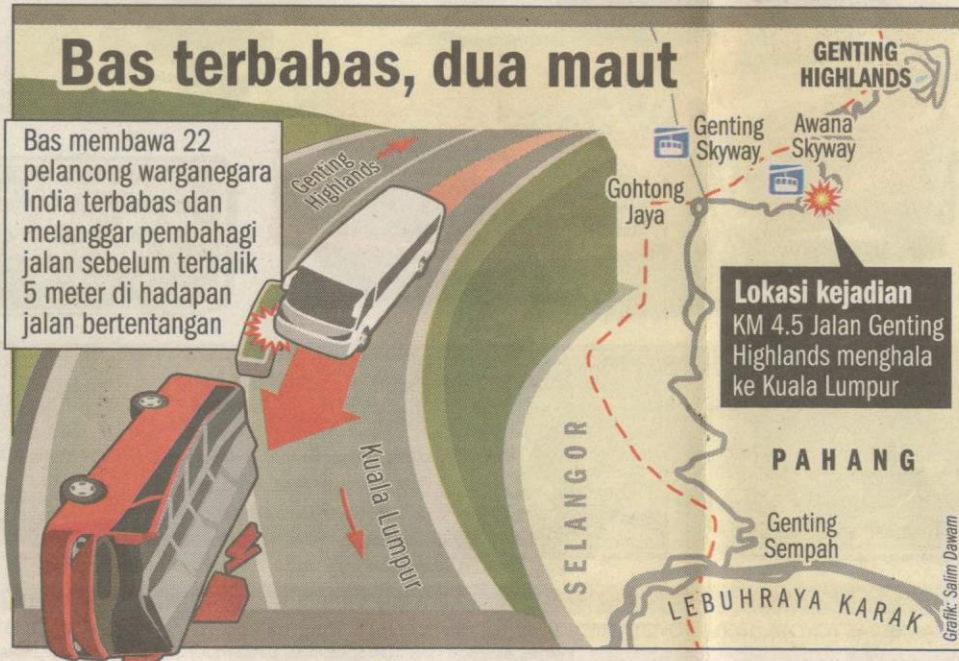 Bas terbabas, dua maut
Bas membawa 22
pelancong warganegara
India terbabas dan
melanggar pembahagi
jalan sebelum terbalik
5 meter di hadapan
jalan bertentangan
Genting
Highlands
Kuala Lumpur
GENTING
HIGHLANDS
Genting
Skyway
Awana
Skyway
Gohtong
Jaya
Lokasi kejadian
KM 4.5 Jalan Genting
Highlands menghala
ke Kuala Lumpur
SELANGOR
PAHANG
Genting
Sempah
LEBUHRAYA KARAK
Grafik: Salim Dawam